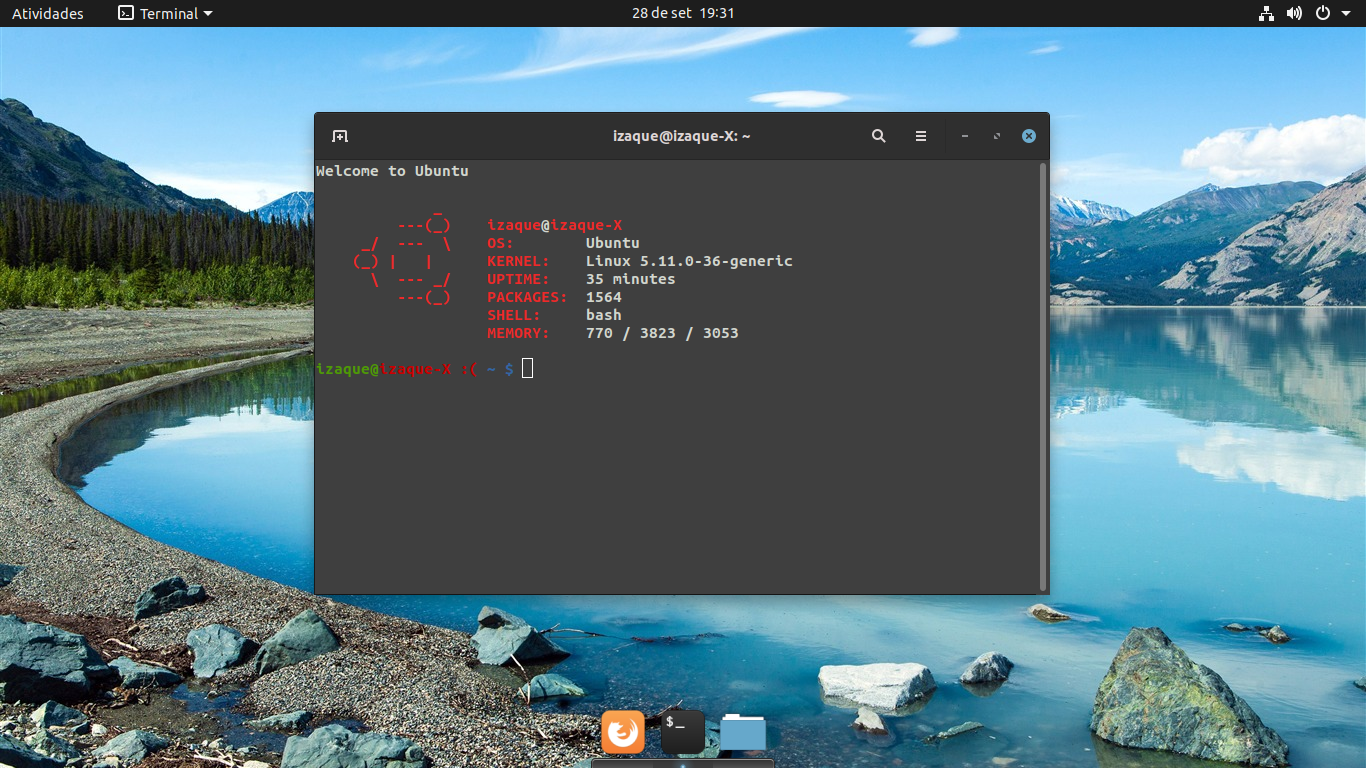 Atividades Terminal 28 de set 19:31
izaque@izaque-X: ~
Welcome to Ubuntu
             _
         ---(_)    izaque@izaque-X
     _/  ---  \    OS:        Ubuntu
    (_) |   |      KERNEL:    Linux 5.11.0-36-generic
      \  --- _/    UPTIME:    35 minutes
         ---(_)    PACKAGES:  1564
                   SHELL:     bash
                   MEMORY:    770 / 3823 / 3053
izaque@izaque-X :( ~ $
$_